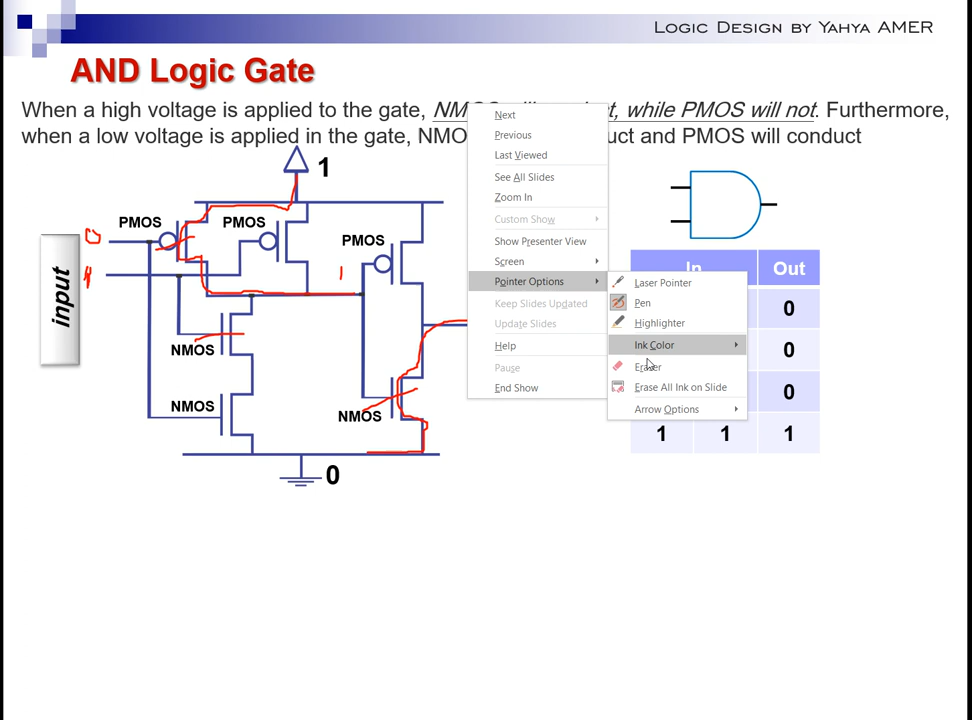 Logic Design by Yahya AMER
AND Logic Gate
When a high voltage is applied to the gate, NM t, while PMOS will not. Furthermore,
when a low voltage is applied in the gate, NMO uct and PMOS will conduct
1
PMOS
PMOS
PMOS
0
1
1
input
NMOS
NMOS
NMOS
0
Next
Previous
Last Viewed
See All Slides
Zoom In
Custom Show
Show Presenter View
Screen
Pointer Options
Keep Slides Updated
Update Slides
Help
Pause
End Show
Laser Pointer
Pen
Highlighter
Ink Color
Eraser
Erase All Ink on Slide
Arrow Options
In Out
0
0
0
1 1 1